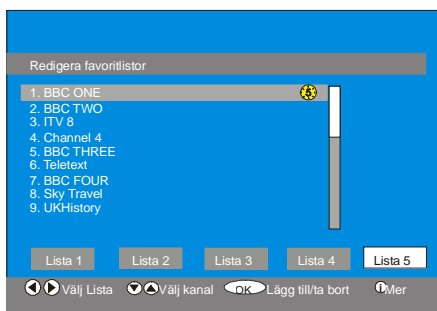 Redigera favoritlistor
1. BBC ONE 5
2. BBC TWO
3. ITV 8
4. Channel 4
5. BBC THREE
6. Teletext
7. BBC FOUR
8. Sky Travel
9. UKHistory
Lista 1 Lista 2 Lista 3 Lista 4 Lista 5
Välj Lista Välj kanal OK Lägg till/ta bort i Mer